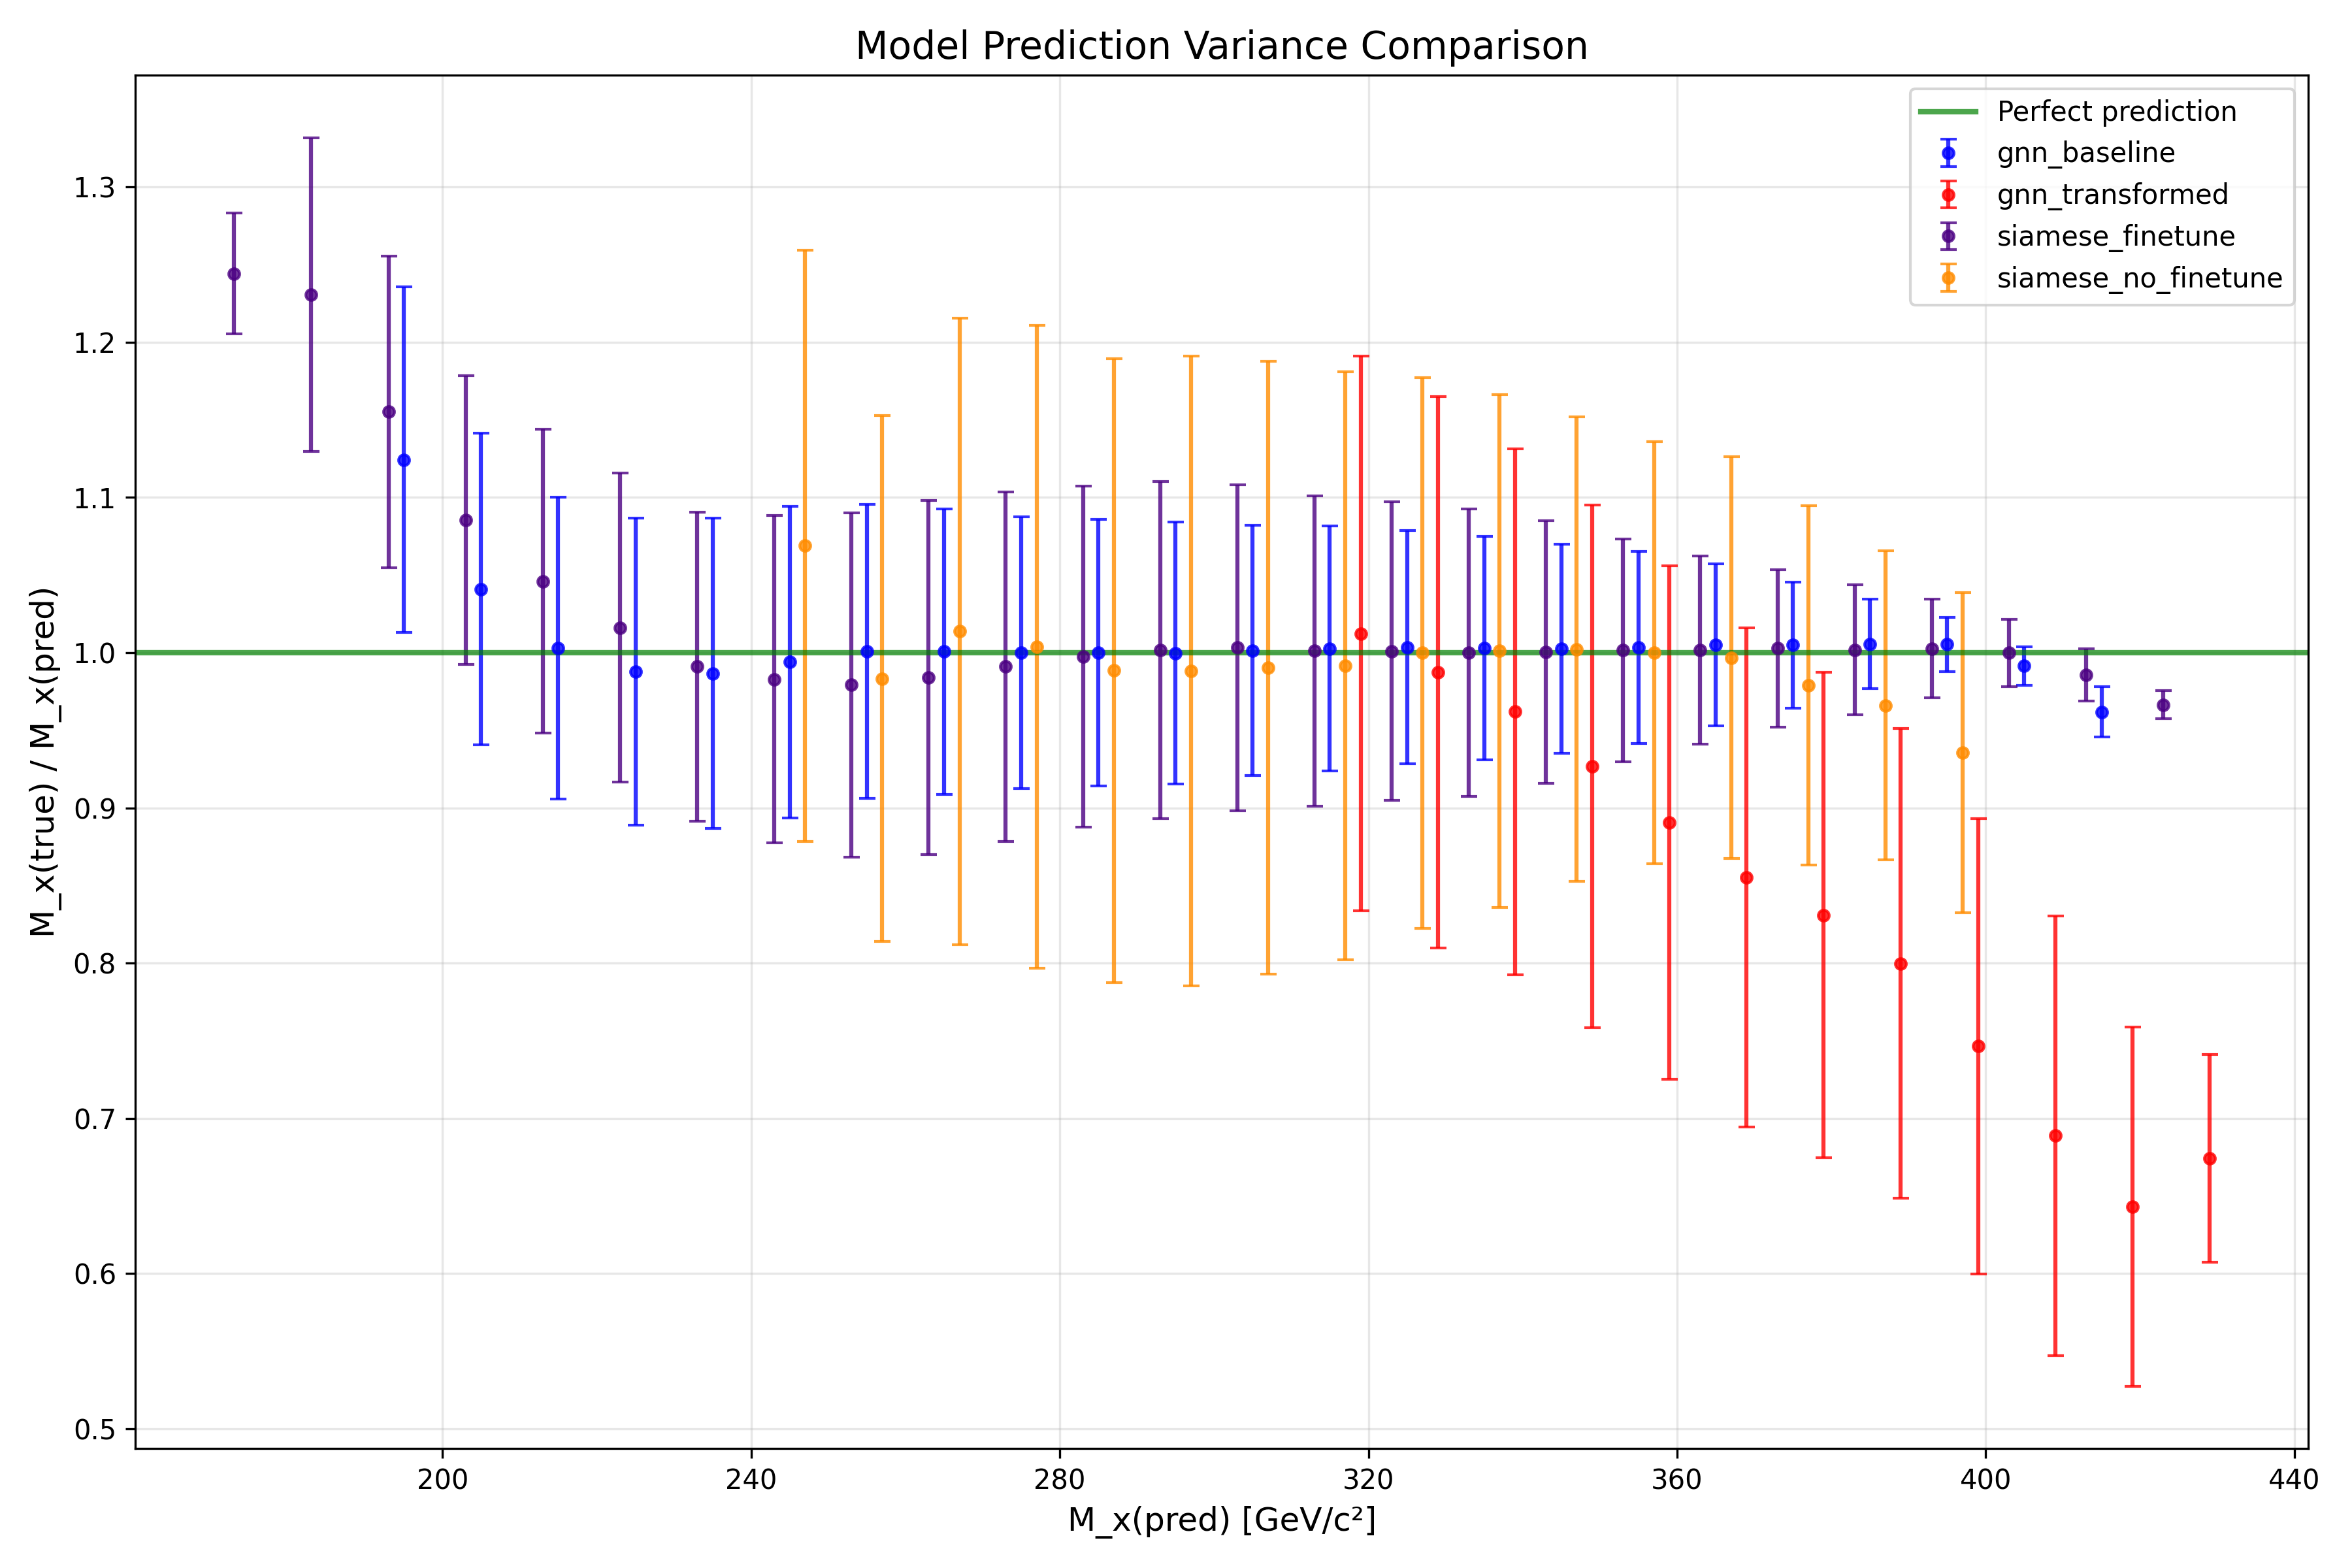 Model Prediction Variance Comparison
Perfect prediction
gnn_baseline
gnn_transformed
siamese_finetune
siamese_no_finetune
M_x(true) / M_x(pred)
1.3
1.2
1.1
1.0
0.9
0.8
0.7
0.6
0.5
200 240 280 320 360 400 440
M_x(pred) [GeV/c²]